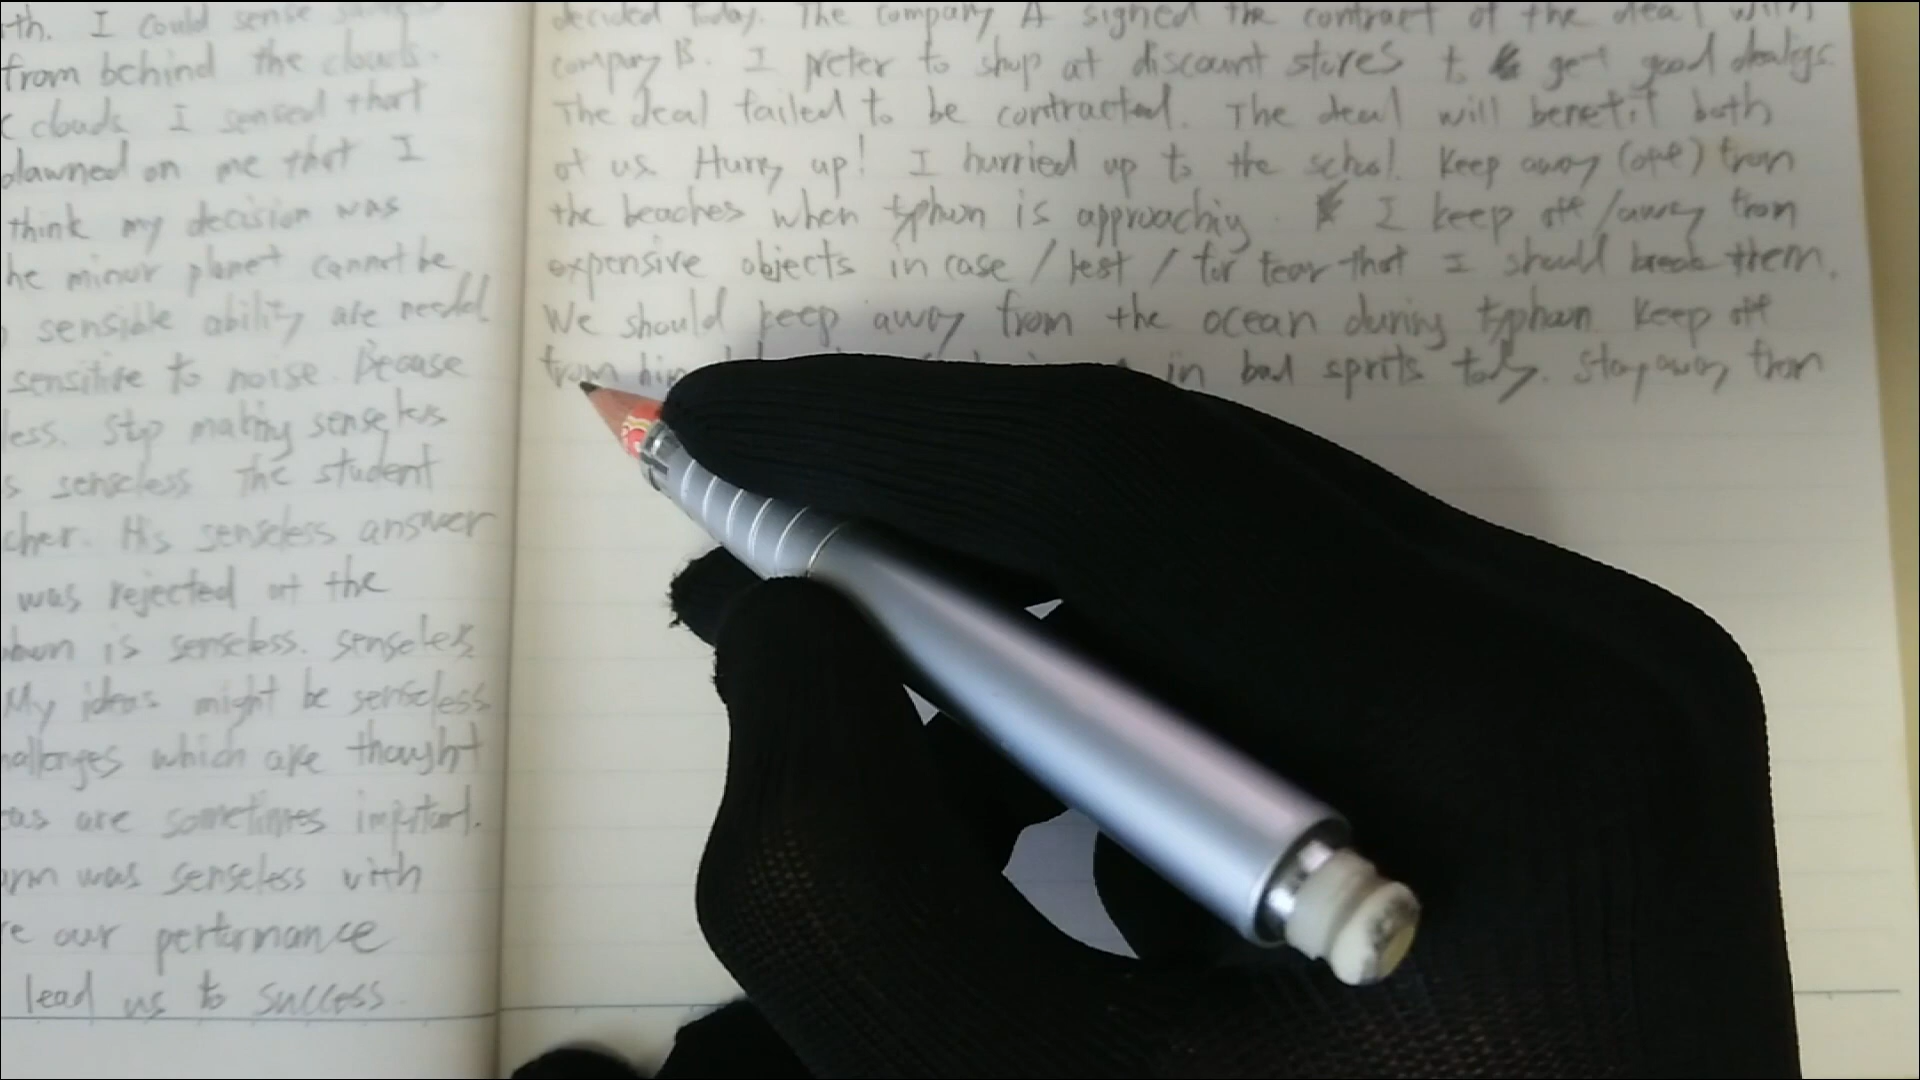 th. I could sense
from behind the clouds.
clouds I sensed that
dawned on me that I
think my decision was
he minor planet cannot be
sensible ability are needed
sensitive to noise. Because
less. Stop making senseless
s senseless the student
cher. His senseless answer
was rejected at the
is senseless. senseless
My ideas might be senseless
hallenges which are thought
eas are sometimes important.
arm was senseless with
e our performance
lead us to success.
decided today. The company A signed the contract of the deal with
company B. I prefer to shop at discount stores to get good dealigs.
The deal failed to be contracted. The deal will benefit both
of us. Hurry up! I hurried up to the school. Keep away (off) from
the beaches when typhoon is approaching. I keep off/away from
expensive objects in case / lest / for fear that I should break them.
We should keep away from the ocean during typhoon. Keep off
from him in bad spirits today. Stay away from